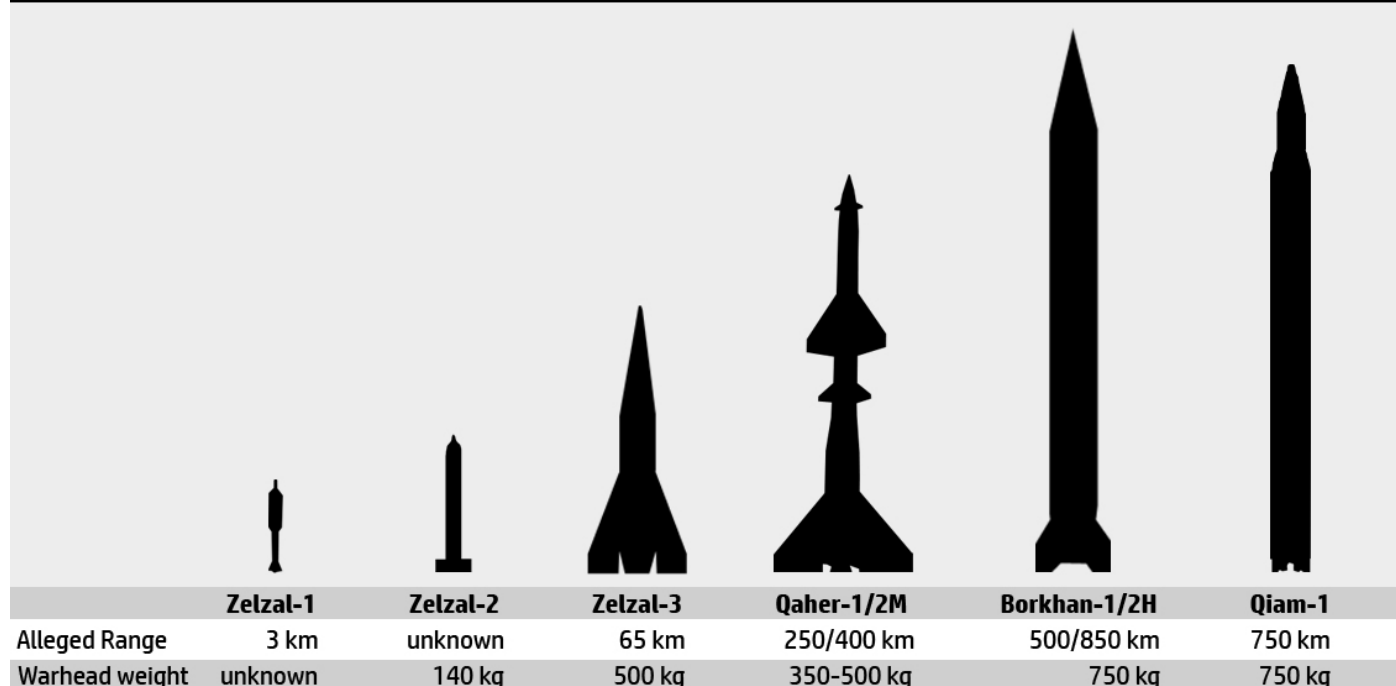 Zelzal-1 Zelzal-2 Zelzal-3 Qaher-1/2M Borkhan-1/2H Qiam-1
Alleged Range 3 km unknown 65 km 250/400 km 500/850 km 750 km
Warhead weight unknown 140 kg 500 kg 350-500 kg 750 kg 750 kg